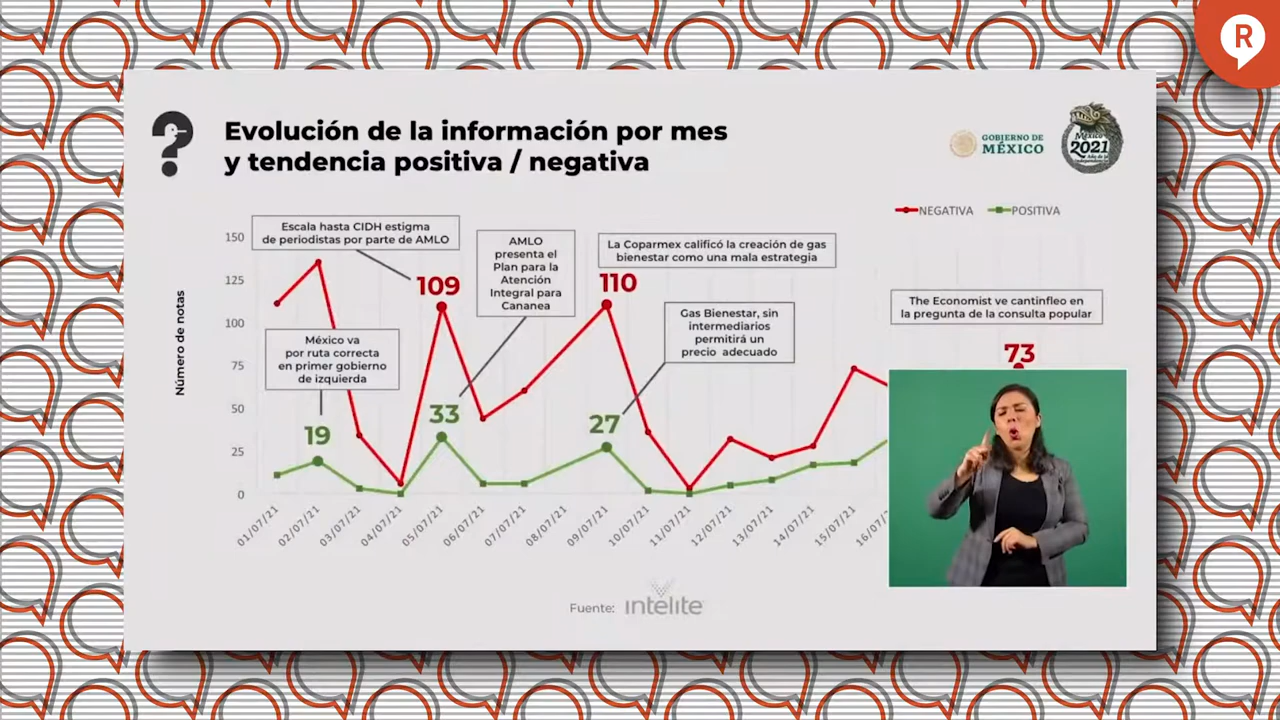 R
Evolución de la información por mes
y tendencia positiva / negativa
GOBIERNO DE
MÉXICO
México
2021
NEGATIVA
POSITIVA
Escala hasta CIDH estigma
de periodistas por parte de AMLO
AMLO
presenta el
Plan para la
Atención
Integral para
Cananea
La Coparmex calificó la creación de gas
bienestar como una mala estrategia
Gas Bienestar, sin
intermediarios
permitirá un
precio adecuado
The Economist ve cantinfleo en
la pregunta de la consulta popular
México va
por ruta correcta
en primer gobierno
de izquierda
109
110
73
19
33
27
Número de notas
150
125
100
75
50
25
0
01/07/21
02/07/21
03/07/21
04/07/21
05/07/21
06/07/21
07/07/21
08/07/21
09/07/21
10/07/21
11/07/21
12/07/21
13/07/21
14/07/21
15/07/21
16/07/
Fuente: intélite